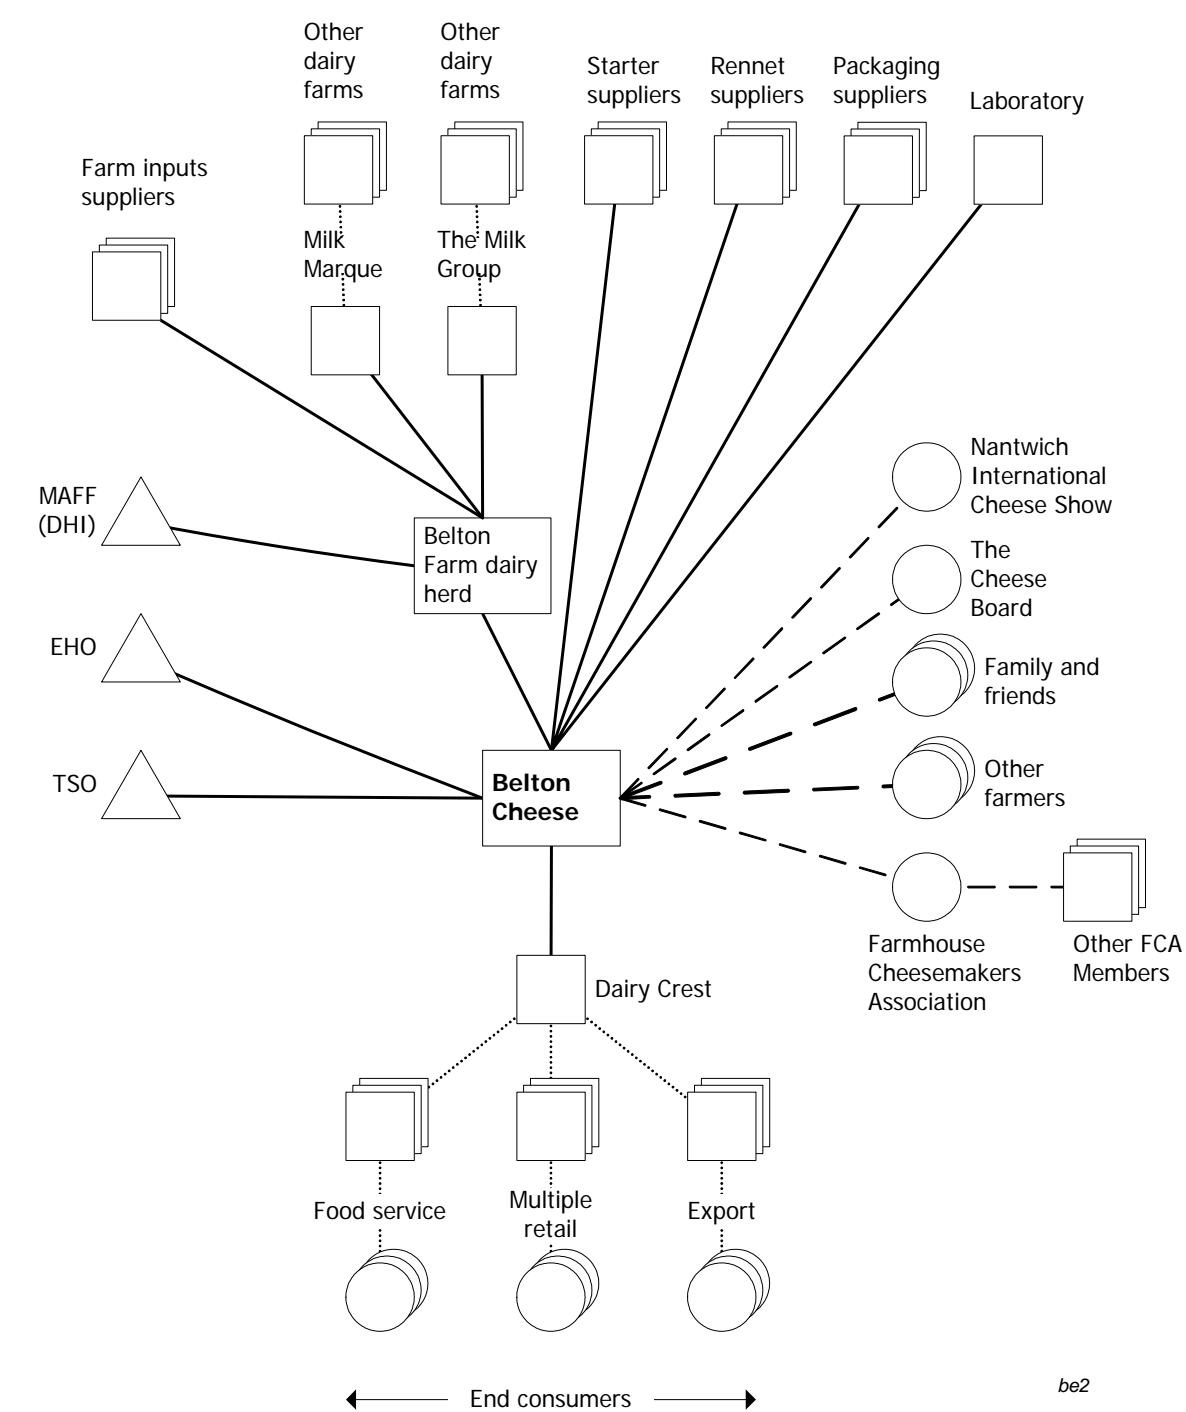 Other
dairy
farms
Other
dairy
farms
Starter
suppliers
Rennet
suppliers
Packaging
suppliers
Laboratory
Farm inputs
suppliers
Milk
Marque
The Milk
Group
MAFF
(DHI)
Belton
Farm dairy
herd
Nantwich
International
Cheese Show
The
Cheese
Board
EHO
Family and
friends
TSO
Belton
Cheese
Other
farmers
Farmhouse
Cheesemakers
Association
Other FCA
Members
Dairy Crest
Food service
Multiple
retail
Export
End consumers
be2